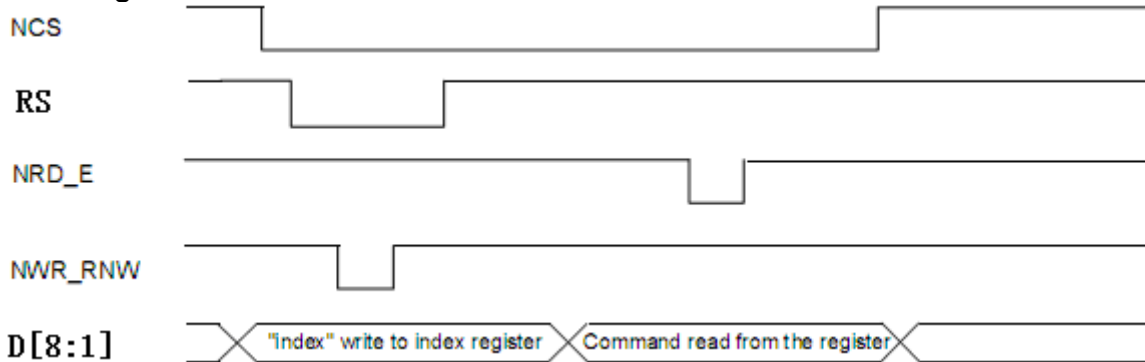 NCS
RS
NRD_E
NWR_RNW
D[8:1] "index" write to index register Command read from the register